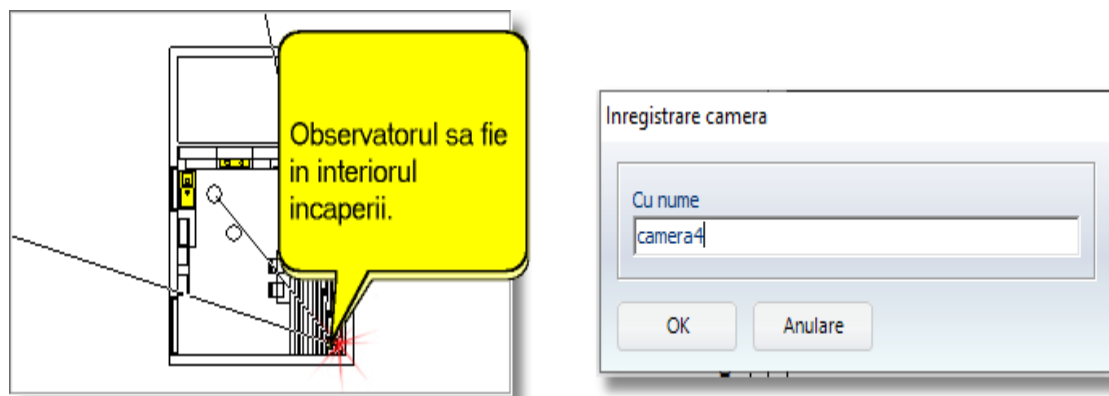 Observatorul sa fie
in interiorul
incaperii.
Inregistrare camera
Cu nume
camera4
OK
Anulare